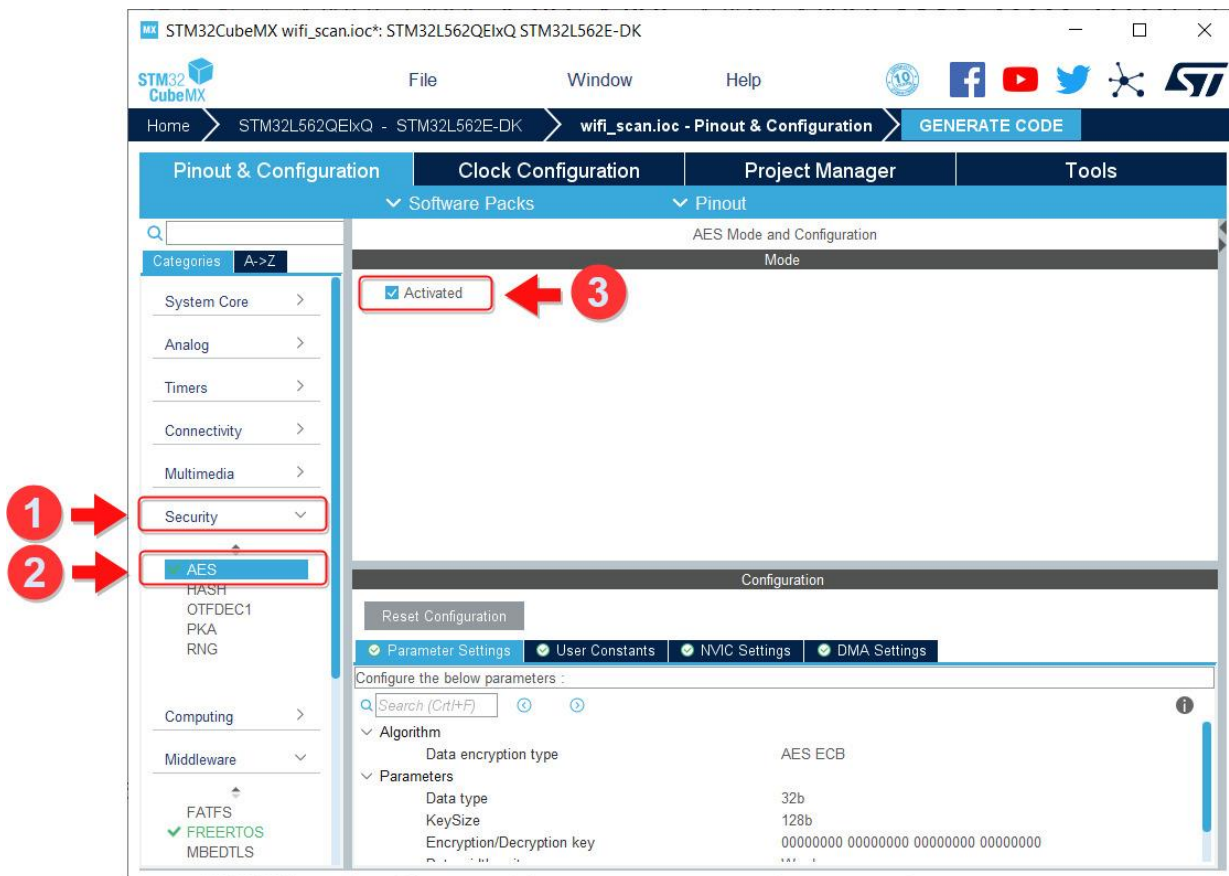 MX STM32CubeMX wifi_scan.ioc*: STM32L562QEIxQ STM32L562E-DK
STM32 CubeMX
File Window Help
10
ST
Home STM32L562QEIxQ - STM32L562E-DK wifi_scan.ioc - Pinout & Configuration GENERATE CODE
Pinout & Configuration Clock Configuration Project Manager Tools
Software Packs Pinout
AES Mode and Configuration
Categories A->Z
Mode
Activated
3
System Core
Analog
Timers
Connectivity
Multimedia
1
Security
2
AES
HASH
OTFDEC1
PKA
RNG
Computing
Middleware
FATFS
FREERTOS
MBEDTLS
Configuration
Reset Configuration
Parameter Settings User Constants NVIC Settings DMA Settings
Configure the below parameters :
Search (Crtl+F)
Algorithm
Data encryption type AES ECB
Parameters
Data type 32b
KeySize 128b
Encryption/Decryption key 00000000 00000000 00000000 00000000